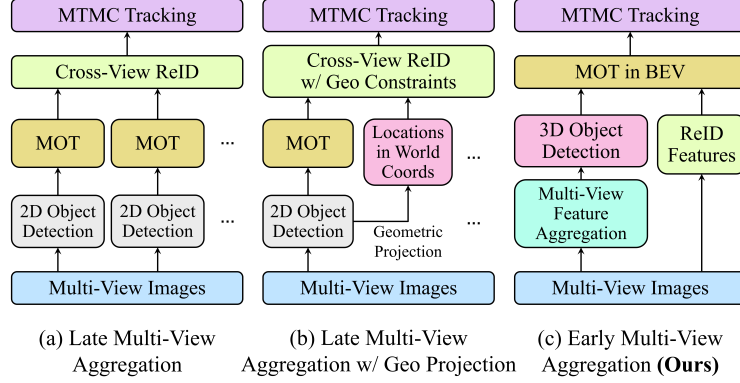 MTMC Tracking
Cross-View ReID
MOT
MOT
...
2D Object
Detection
2D Object
Detection
...
Multi-View Images
(a) Late Multi-View
Aggregation
MTMC Tracking
Cross-View ReID
w/ Geo Constraints
MOT
Locations
in World
Coords
...
2D Object
Detection
Geometric
Projection
...
Multi-View Images
(b) Late Multi-View
Aggregation w/ Geo Projection
MTMC Tracking
MOT in BEV
3D Object
Detection
ReID
Features
Multi-View
Feature
Aggregation
Multi-View Images
(c) Early Multi-View
Aggregation (Ours)